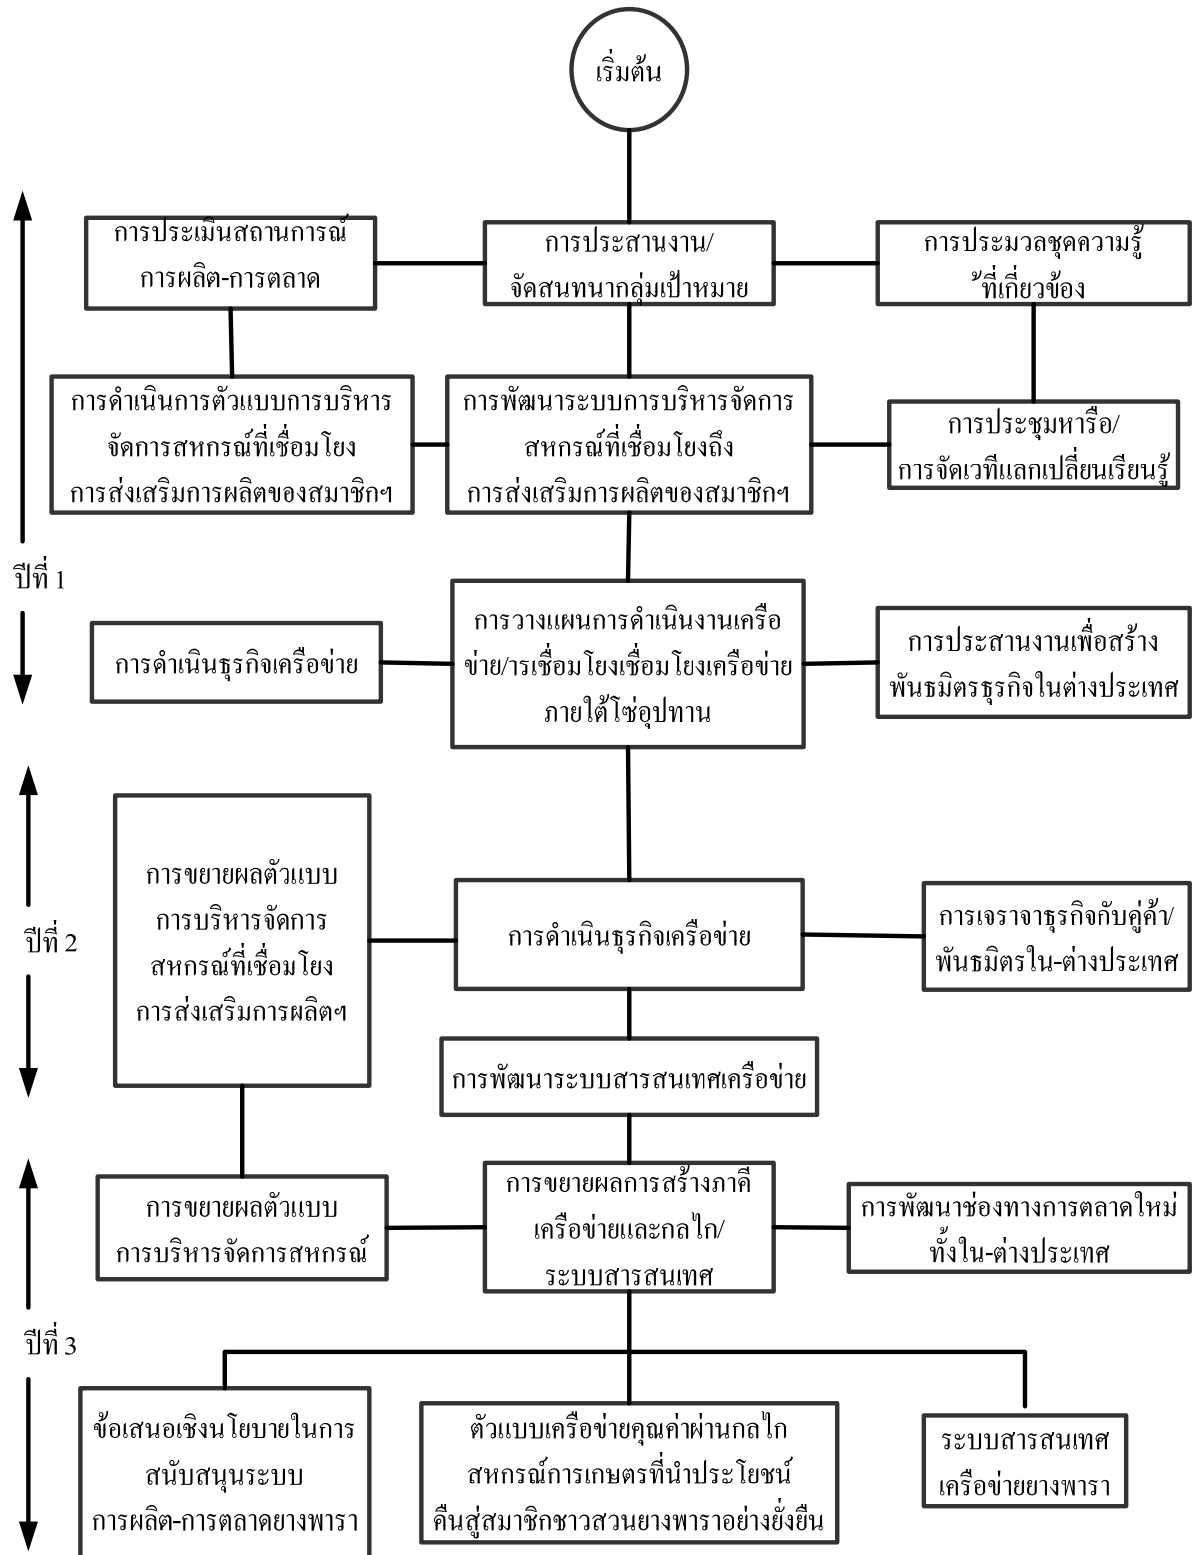 เริ่มต้น
การประเมินสถานการณ์
การผลิต-การตลาด
การประสานงาน/
จัดสนทนากลุ่มเป้าหมาย
การประมวลชุดความรู้
้ที่เกี่ยวข้อง
การดำเนินการตัวแบบการบริหาร
จัดการสหกรณ์ที่เชื่อมโยง
การส่งเสริมการผลิตของสมาชิกฯ
การพัฒนาระบบการบริหารจัดการ
สหกรณ์ที่เชื่อมโยงถึง
การส่งเสริมการผลิตของสมาชิกฯ
การประชุมหารือ/
การจัดเวทีแลกเปลี่ยนเรียนรู้
ปีที่ 1
การดำเนินธุรกิจเครือข่าย
การวางแผนการดำเนินงานเครือ
ข่าย/ารเชื่อมโยงเชื่อมโยงเครือข่าย
ภายใต้โซ่อุปทาน
การประสานงานเพื่อสร้าง
พันธมิตรธุรกิจในต่างประเทศ
ปีที่ 2
การขยายผลตัวแบบ
การบริหารจัดการ
สหกรณ์ที่เชื่อมโยง
การส่งเสริมการผลิตฯ
การดำเนินธุรกิจเครือข่าย
การเจราจาธุรกิจกับคู่ค้า/
พันธมิตรใน-ต่างประเทศ
การพัฒนาระบบสารสนเทศเครือข่าย
การขยายผลตัวแบบ
การบริหารจัดการสหกรณ์
การขยายผลการสร้างภาคี
เครือข่ายและกลไก/
ระบบสารสนเทศ
การพัฒนาช่องทางการตลาดใหม่
ทั้งใน-ต่างประเทศ
ปีที่ 3
ข้อเสนอเชิงนโยบายในการ
สนับสนุนระบบ
การผลิต-การตลาดยางพารา
ตัวแบบเครือข่ายคุณค่าผ่านกลไก
สหกรณ์การเกษตรที่นำประโยชน์
คืนสู่สมาชิกชาวสวนยางพาราอย่างยั่งยืน
ระบบสารสนเทศ
เครือข่ายยางพารา